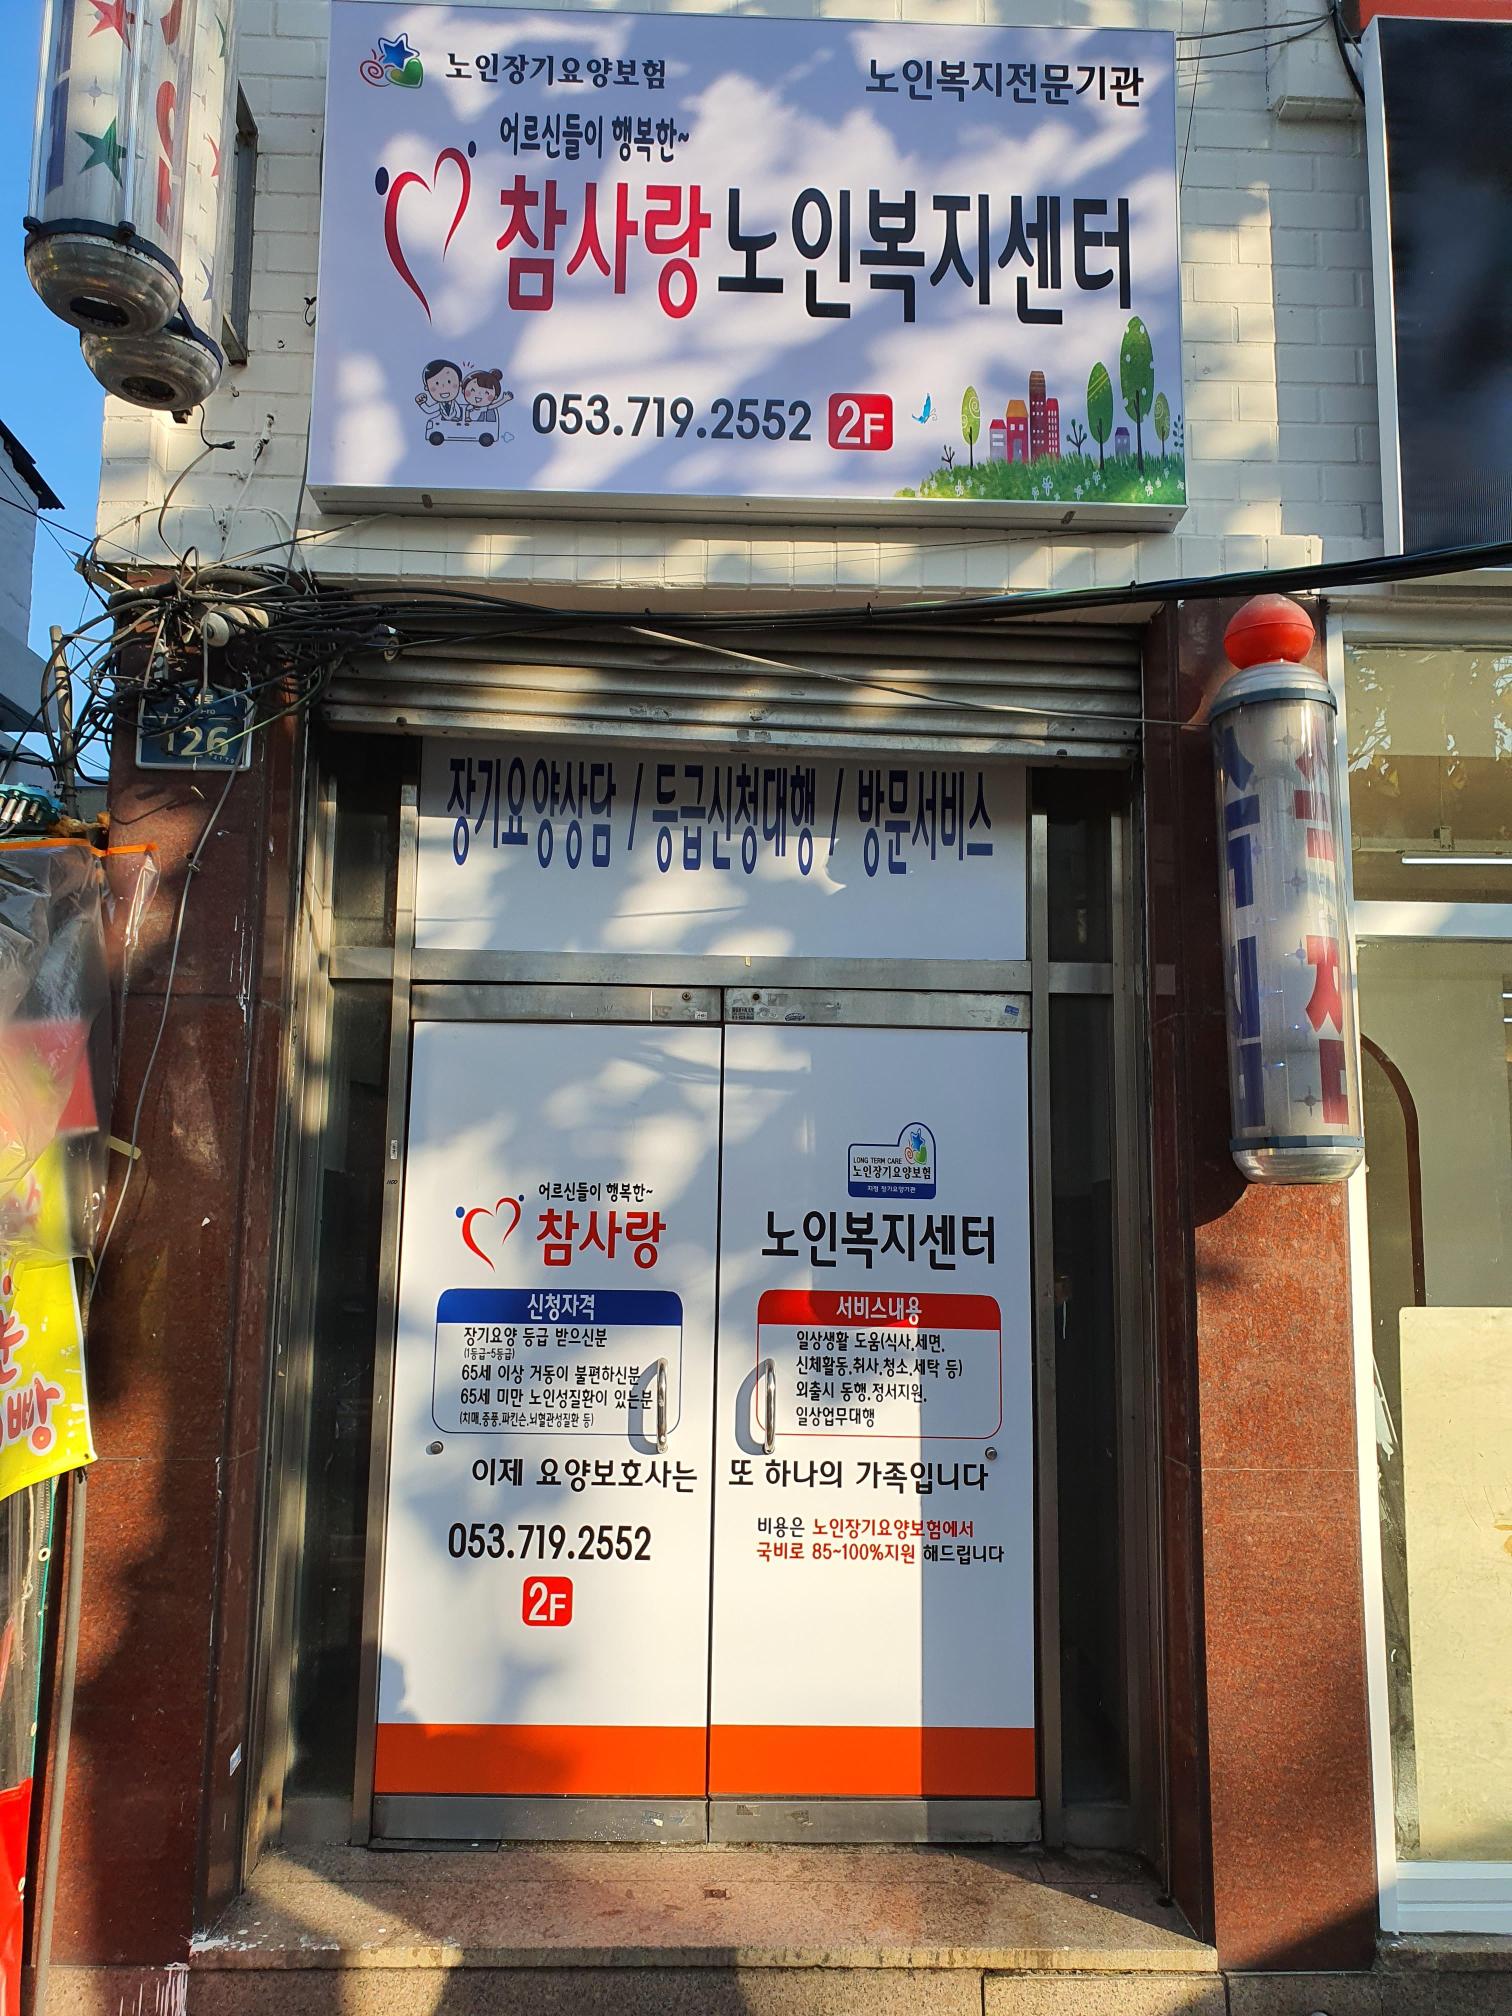 노인장기요양보험
노인복지전문기관
어르신들이 행복한~
참사랑노인복지센터
053.719.2552 2F
126
장기요양상담 / 등급신청대행 / 방문서비스
LONG TERM CARE
노인장기요양보험
지정 장기요양기관
어르신들이 행복한~
참사랑
노인복지센터
신청자격
장기요양 등급 받으신분
(1등급~5등급)
65세 이상 거동이 불편하신분
65세 미만 노인성질환이 있는분
(치매.중풍.파킨슨.뇌혈관성질환 등)
서비스내용
일상생활 도움(식사.세면.
신체활동.취사.청소.세탁 등)
외출시 동행.정서지원.
일상업무대행
이제 요양보호사는 또 하나의 가족입니다
053.719.2552
2F
비용은 노인장기요양보험에서
국비로 85~100%지원 해드립니다
빵